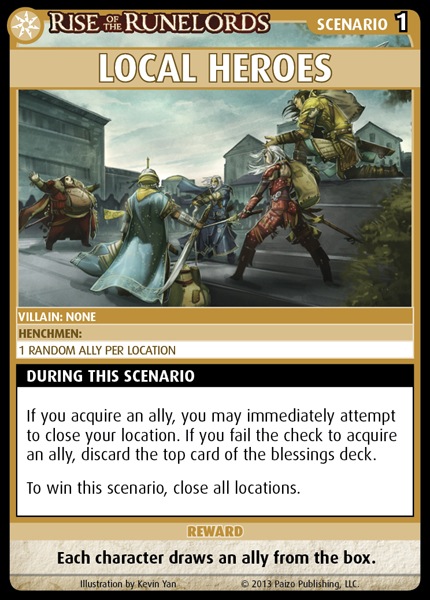 RISE OF THE RUNELORDS
SCENARIO 1
LOCAL HEROES
VILLAIN: NONE
HENCHMEN:
1 RANDOM ALLY PER LOCATION
DURING THIS SCENARIO
If you acquire an ally, you may immediately attempt
to close your location. If you fail the check to acquire
an ally, discard the top card of the blessings deck.
To win this scenario, close all locations.
REWARD
Each character draws an ally from the box.
Illustration by Kevin Yan
© 2013 Paizo Publishing, LLC.